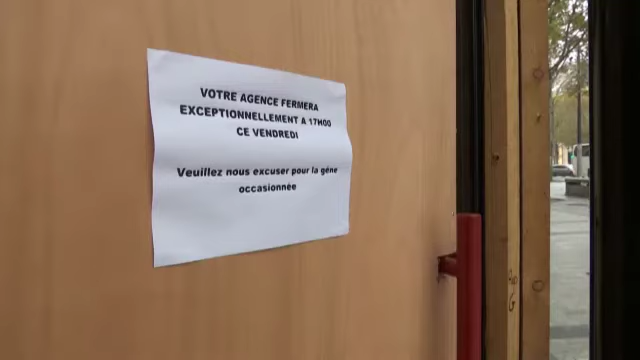 VOTRE AGENCE FERMERA
EXCEPTIONNELLEMENT A 17H00
CE VENDREDI
Veuillez nous excuser pour la gêne
occasionnée